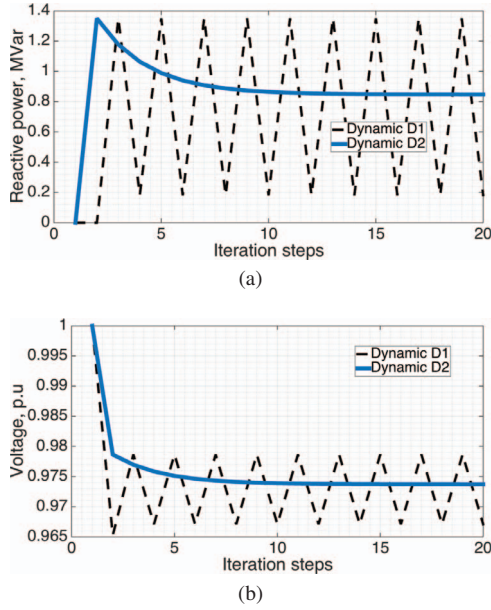 Reactive power, MVar
1.4
1.2
1
0.8
0.6
0.4
0.2
0
Dynamic D1
Dynamic D2
0 5 10 15 20
Iteration steps
(a)
Voltage, p.u
1
0.995
0.99
0.985
0.98
0.975
0.97
0.965
Dynamic D1
Dynamic D2
0 5 10 15 20
Iteration steps
(b)